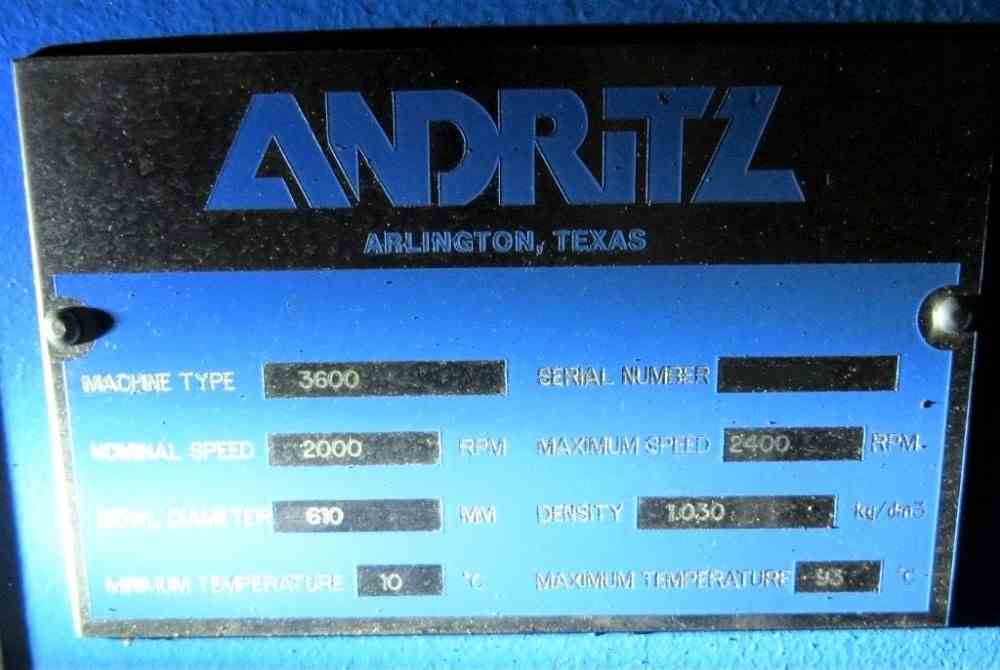 ANDRITZ
ARLINGTON, TEXAS
MACHINE TYPE 3600 SERIAL NUMBER
NOMINAL SPEED 2000 RPM MAXIMUM SPEED 2400 RPM
BOWL DIAMETER 610 MM DENSITY 1.030 kg/dm3
MINIMUM TEMPERATURE 10 °C MAXIMUM TEMPERATURE 93 °C